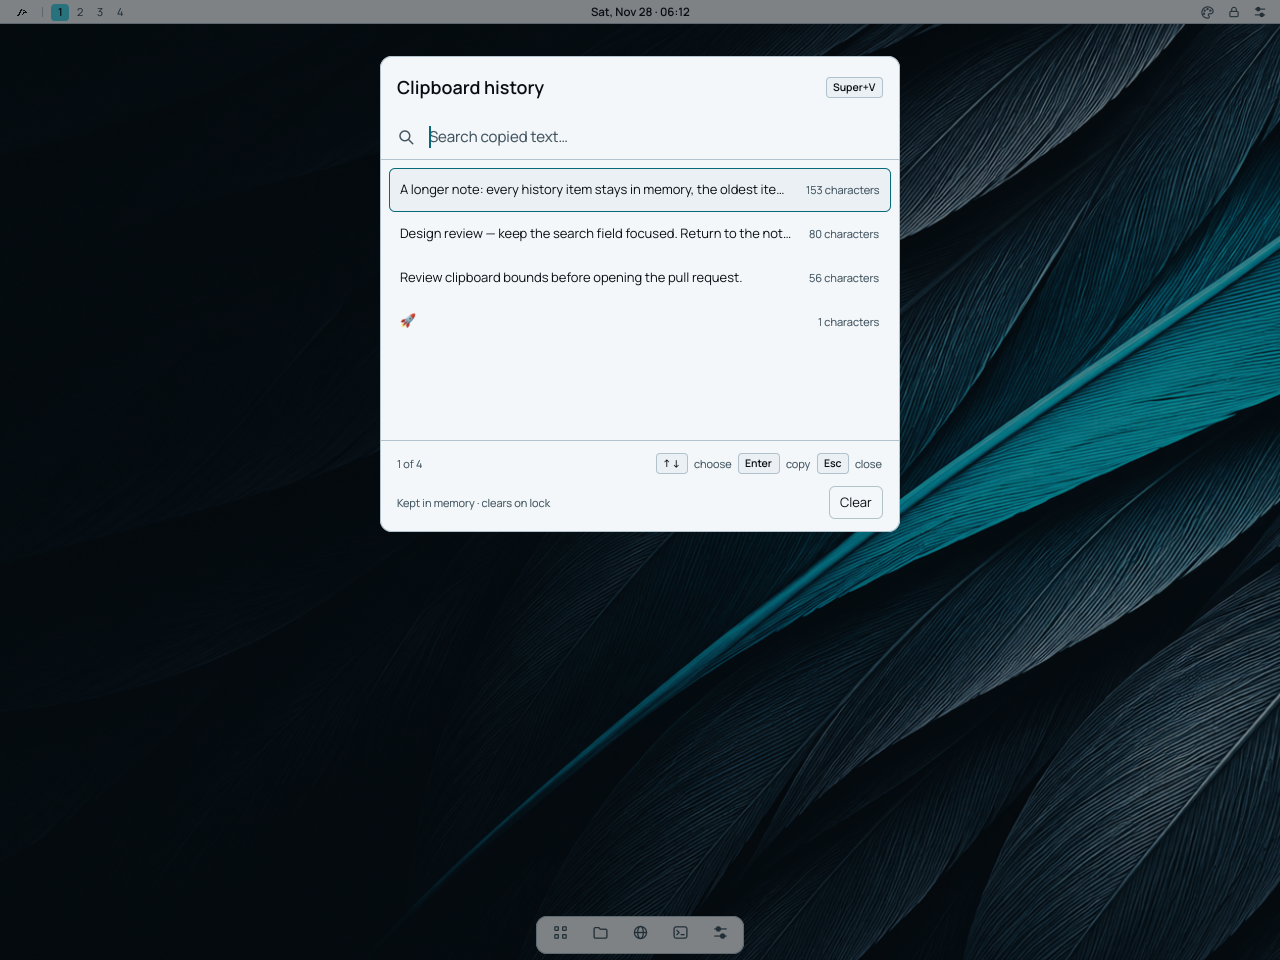 1 2 3 4
Sat, Nov 28 · 06:12
Clipboard history
Super+V
Search copied text...
A longer note: every history item stays in memory, the oldest ite...
153 characters
Design review — keep the search field focused. Return to the not...
80 characters
Review clipboard bounds before opening the pull request.
56 characters
🚀
1 characters
1 of 4
↑ ↓ choose Enter copy Esc close
Kept in memory · clears on lock
Clear